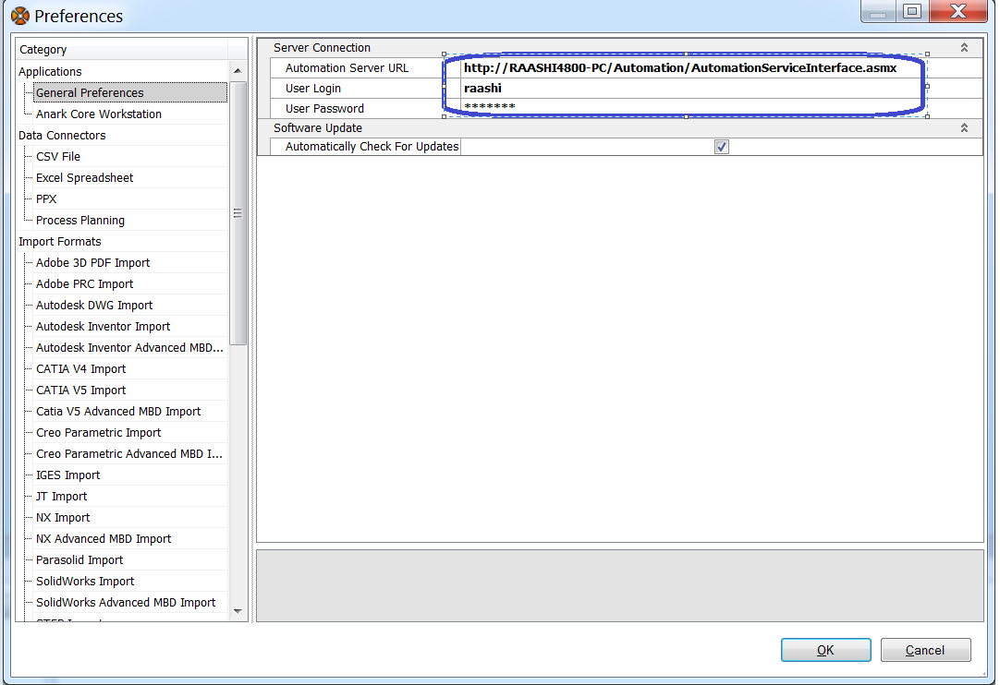 Preferences
Category
Applications
General Preferences
Anark Core Workstation
Data Connectors
CSV File
Excel Spreadsheet
PPX
Process Planning
Import Formats
Adobe 3D PDF Import
Adobe PRC Import
Autodesk DWG Import
Autodesk Inventor Import
Autodesk Inventor Advanced MBD...
CATIA V4 Import
CATIA V5 Import
Catia V5 Advanced MBD Import
Creo Parametric Import
Creo Parametric Advanced MBD I...
IGES Import
JT Import
NX Import
NX Advanced MBD Import
Parasolid Import
SolidWorks Import
SolidWorks Advanced MBD Import
Server Connection
Automation Server URL http://RAASHI4800-PC/Automation/AutomationServiceInterface.asmx
User Login raashi
User Password *******
Software Update
Automatically Check For Updates
OK Cancel